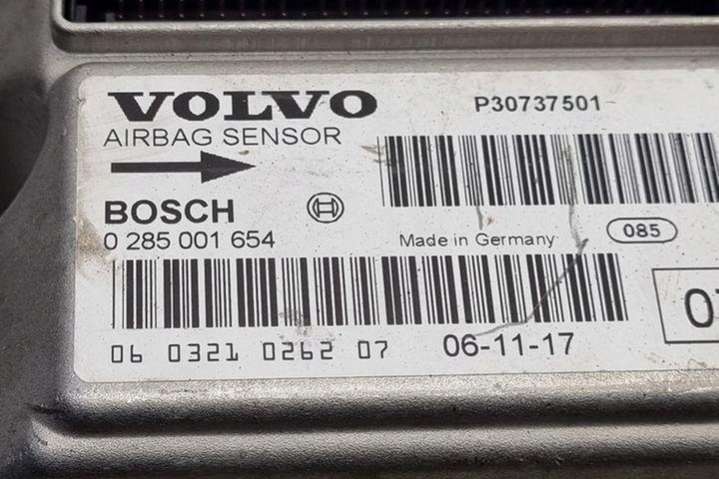 VOLVO P30737501
AIRBAG SENSOR
BOSCH
0 285 001 654 Made in Germany 085
06 0321 0262 07 06-11-17